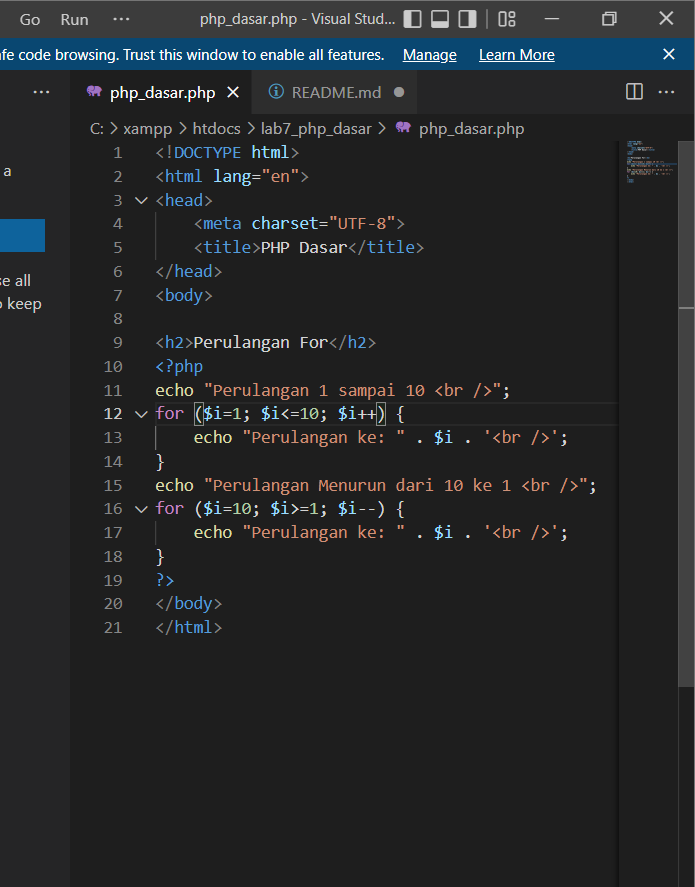 Go Run ··· php_dasar.php - Visual Stud...
fe code browsing. Trust this window to enable all features. Manage Learn More
··· php_dasar.php README.md ···
C: > xampp > htdocs > lab7_php_dasar > php_dasar.php
a
se all
keep
1 <!DOCTYPE html>
2 <html lang="en">
3 <head>
4 <meta charset="UTF-8">
5 <title>PHP Dasar</title>
6 </head>
7 <body>
8
9 <h2>Perulangan For</h2>
10 <?php
11 echo "Perulangan 1 sampai 10 <br />";
12 for ($i=1; $i<=10; $i++) {
13 echo "Perulangan ke: " . $i . '<br />';
14 }
15 echo "Perulangan Menurun dari 10 ke 1 <br />";
16 for ($i=10; $i>=1; $i--) {
17 echo "Perulangan ke: " . $i . '<br />';
18 }
19 ?>
20 </body>
21 </html>